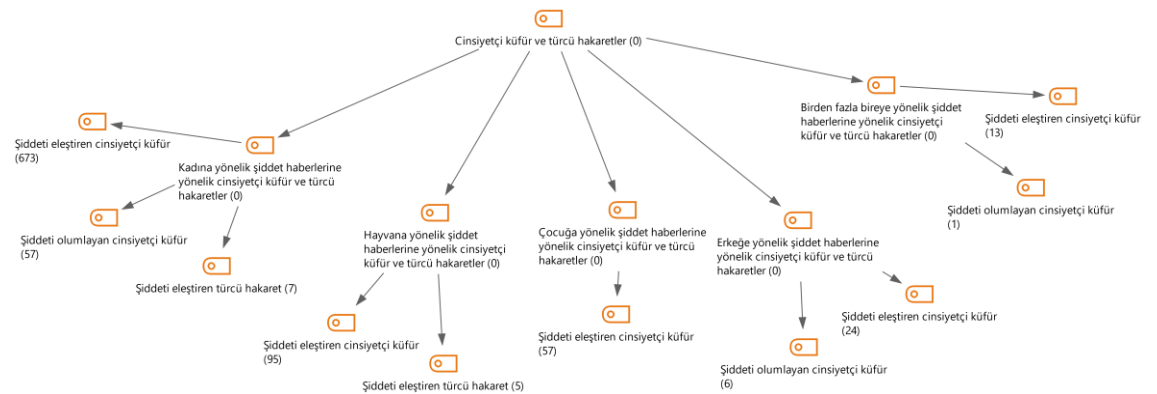 Cinsiyetçi küfür ve türcü hakaretler (0)
Şiddeti eleştiren cinsiyetçi küfür
(673)
Kadına yönelik şiddet haberlerine
yönelik cinsiyetçi küfür ve türcü
hakaretler (0)
Şiddeti olumlayan cinsiyetçi küfür
(57)
Şiddeti eleştiren türcü hakaret (7)
Hayvana yönelik şiddet
haberlerine yönelik cinsiyetçi
küfür ve türcü hakaretler (0)
Şiddeti eleştiren cinsiyetçi küfür
(95)
Şiddeti eleştiren türcü hakaret (5)
Çocuğa yönelik şiddet haberlerine
yönelik cinsiyetçi küfür ve türcü
hakaretler (0)
Şiddeti eleştiren cinsiyetçi küfür
(57)
Erkeğe yönelik şiddet haberlerine
yönelik cinsiyetçi küfür ve türcü
hakaretler (0)
Şiddeti eleştiren cinsiyetçi küfür
(24)
Şiddeti olumlayan cinsiyetçi küfür
(6)
Birden fazla bireye yönelik şiddet
haberlerine yönelik cinsiyetçi
küfür ve türcü hakaretler (0)
Şiddeti eleştiren cinsiyetçi küfür
(13)
Şiddeti olumlayan cinsiyetçi küfür
(1)